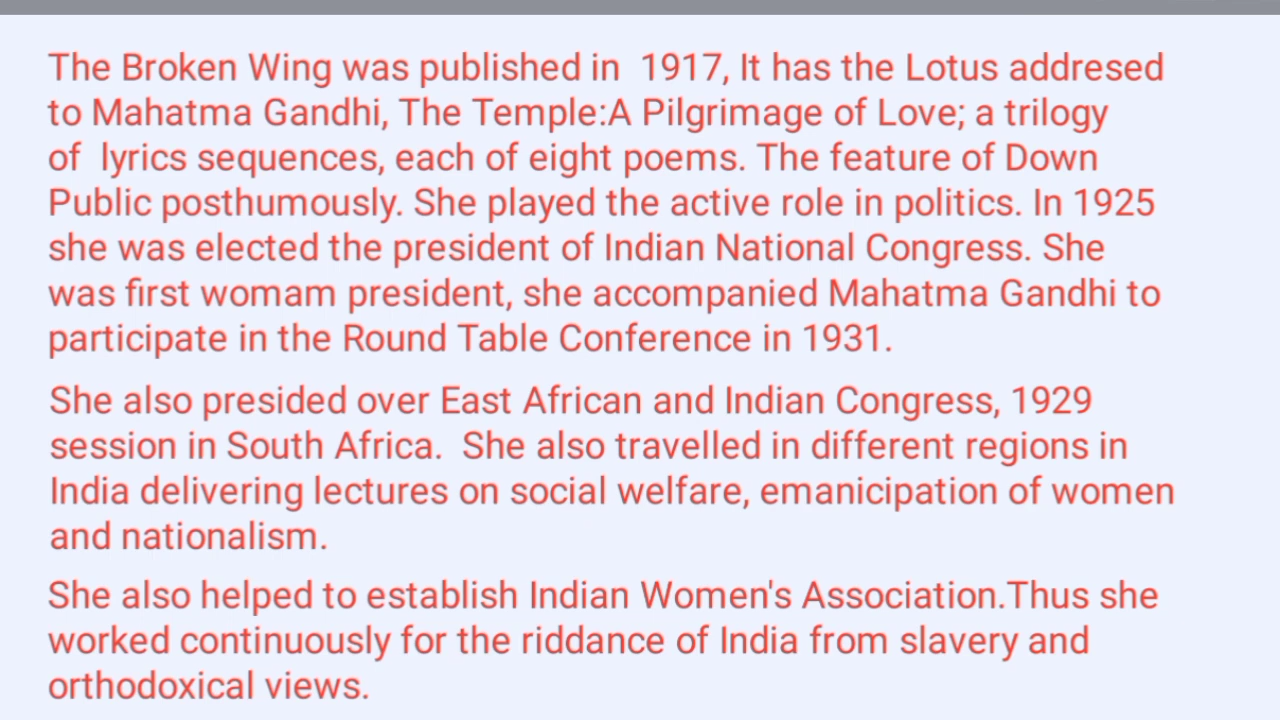 The Broken Wing was published in  1917, It has the Lotus addresed
to Mahatma Gandhi, The Temple:A Pilgrimage of Love; a trilogy
of  lyrics sequences, each of eight poems. The feature of Down
Public posthumously. She played the active role in politics. In 1925
she was elected the president of Indian National Congress. She
was first womam president, she accompanied Mahatma Gandhi to
participate in the Round Table Conference in 1931.
She also presided over East African and Indian Congress, 1929
session in South Africa.  She also travelled in different regions in
India delivering lectures on social welfare, emanicipation of women
and nationalism.
She also helped to establish Indian Women's Association.Thus she
worked continuously for the riddance of India from slavery and
orthodoxical views.